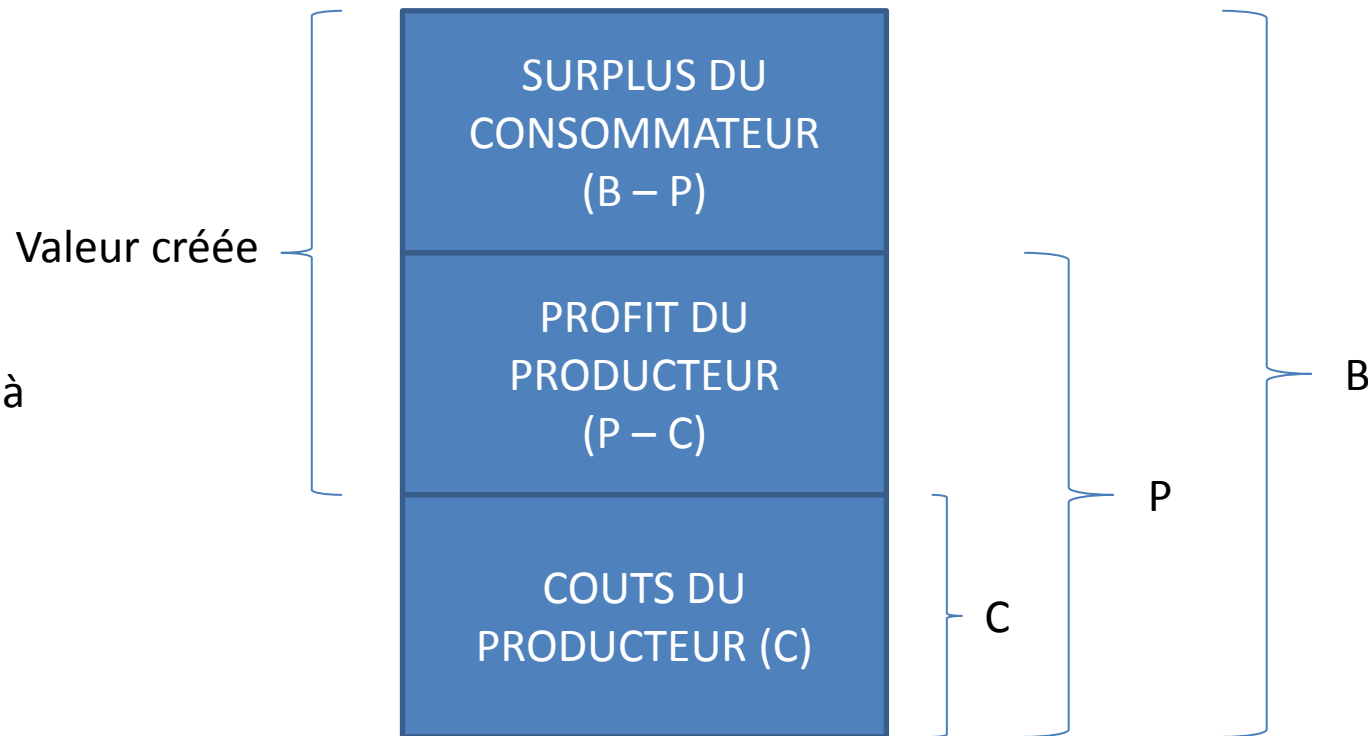 SURPLUS DU
CONSOMMATEUR
(B – P)
Valeur créée
PROFIT DU
PRODUCTEUR
(P – C)
à
B
P
COUTS DU
PRODUCTEUR (C)
C